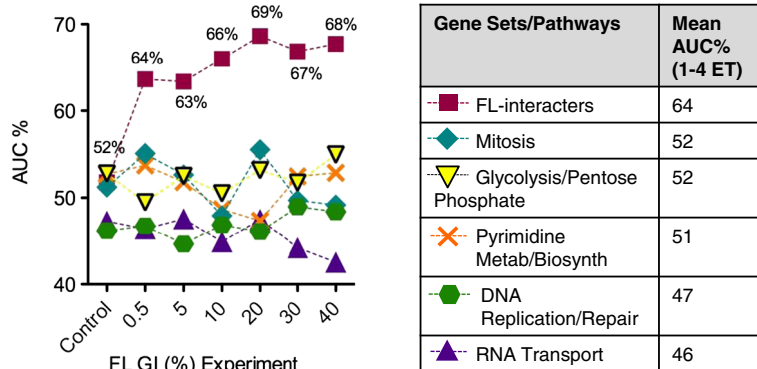 70
60
50
40
AUC %
52%
64%
63%
66%
69%
67%
68%
Control
0.5
5
10
20
30
40
FL GI (%) Experiment
Gene Sets/Pathways
Mean
AUC%
(1-4 ET)
FL-interacters
64
Mitosis
52
Glycolysis/Pentose
Phosphate
52
Pyrimidine
Metab/Biosynth
51
DNA
Replication/Repair
47
RNA Transport
46